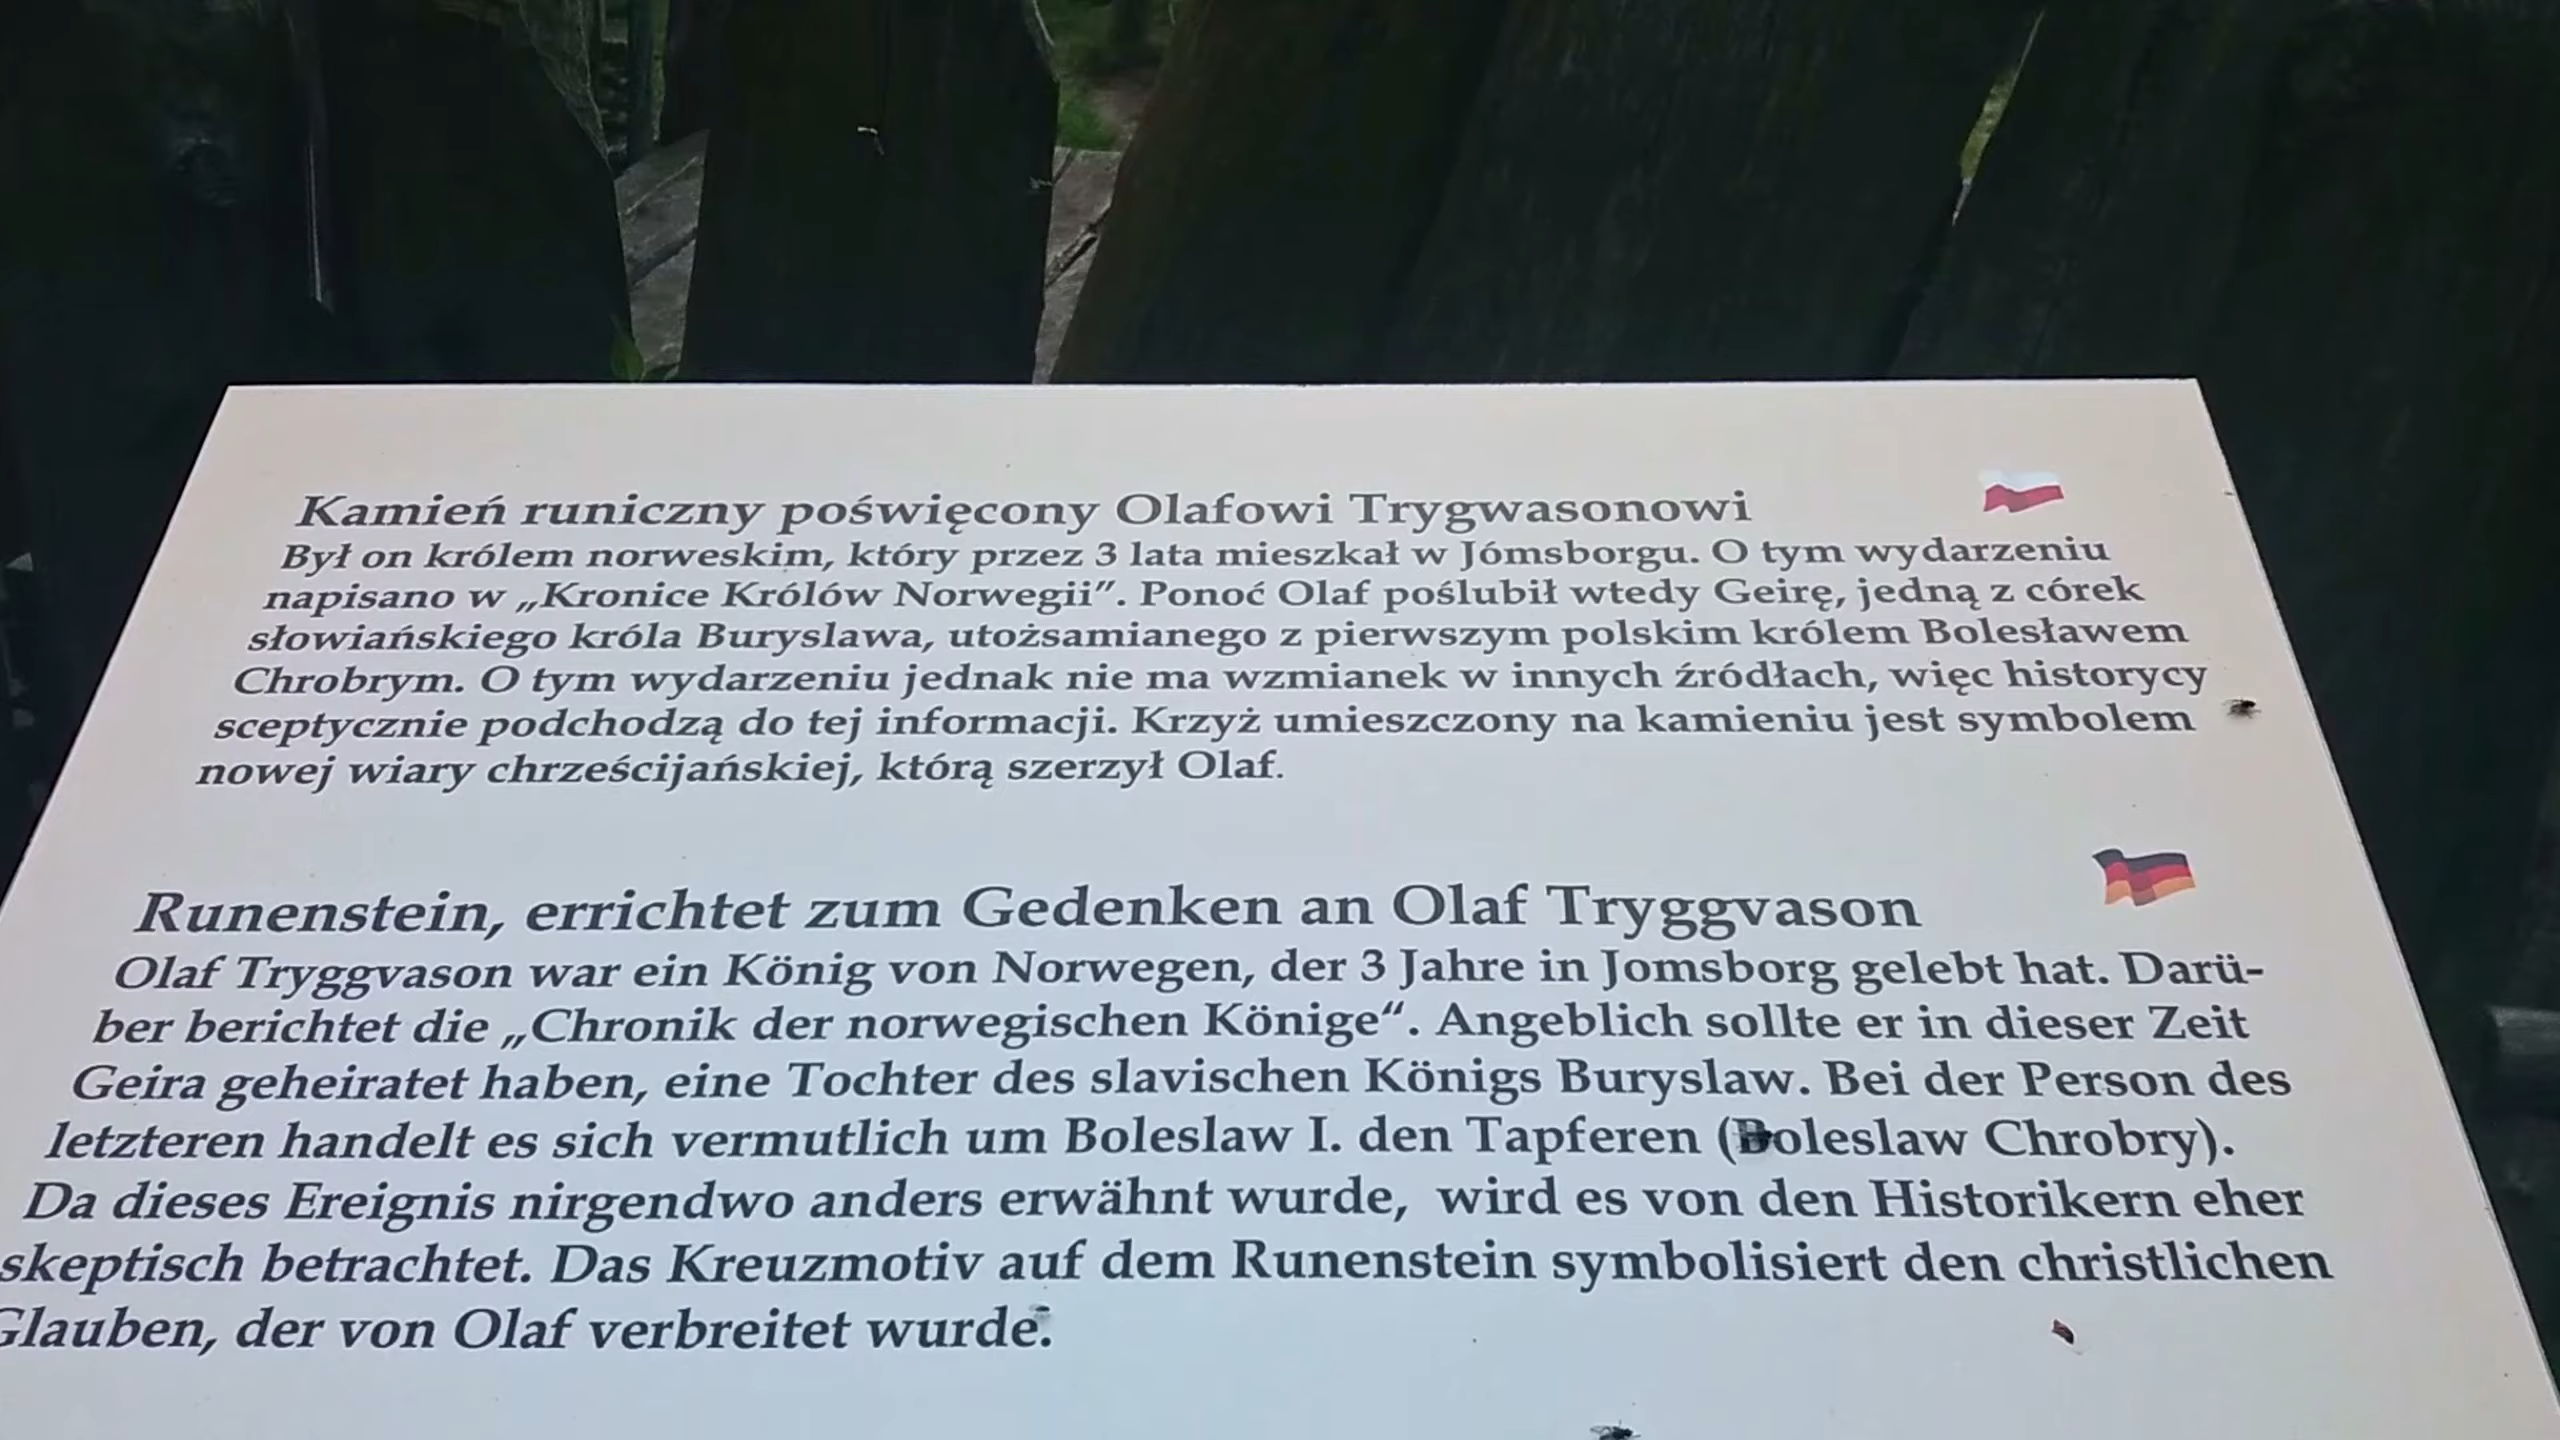 Kamień runiczny poświęcony Olafowi Trygwasonowi
Był on królem norweskim, który przez 3 lata mieszkał w Jómsborgu. O tym wydarzeniu
napisano w „Kronice Królów Norwegii”. Ponoć Olaf poślubił wtedy Geirę, jedną z córek
słowiańskiego króla Buryslawa, utożsamianego z pierwszym polskim królem Bolesławem
Chrobrym. O tym wydarzeniu jednak nie ma wzmianek w innych źródłach, więc historycy
sceptycznie podchodzą do tej informacji. Krzyż umieszczony na kamieniu jest symbolem
nowej wiary chrześcijańskiej, którą szerzył Olaf.
Runenstein, errichtet zum Gedenken an Olaf Tryggvason
Olaf Tryggvason war ein König von Norwegen, der 3 Jahre in Jomsborg gelebt hat. Darü-
ber berichtet die „Chronik der norwegischen Könige“. Angeblich sollte er in dieser Zeit
Geira geheiratet haben, eine Tochter des slavischen Königs Buryslaw. Bei der Person des
letzteren handelt es sich vermutlich um Boleslaw I. den Tapferen (Boleslaw Chrobry).
Da dieses Ereignis nirgendwo anders erwähnt wurde, wird es von den Historikern eher
skeptisch betrachtet. Das Kreuzmotiv auf dem Runenstein symbolisiert den christlichen
Glauben, der von Olaf verbreitet wurde.